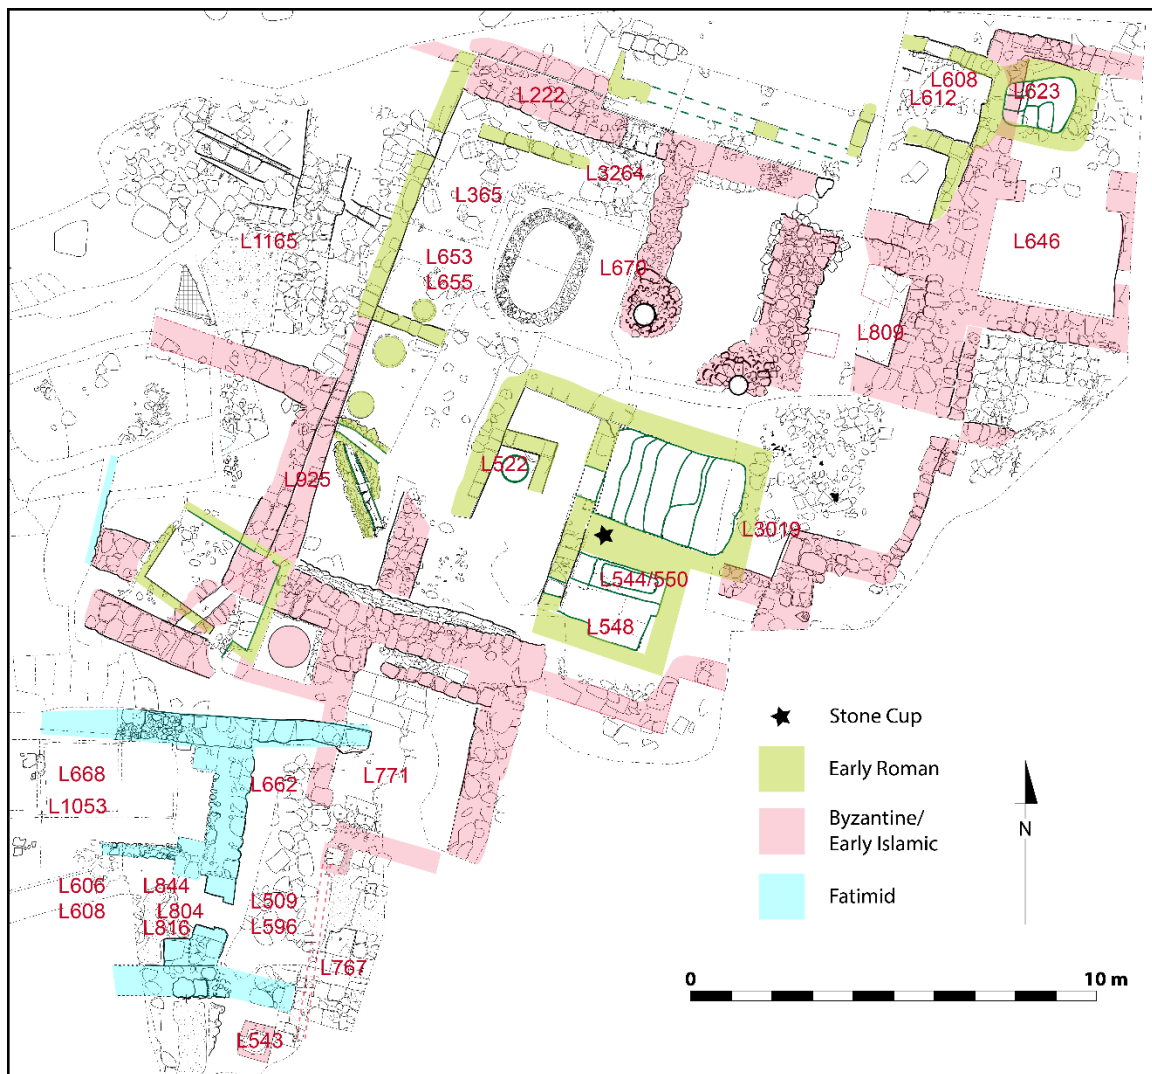 L222
L608
L623
L612
L3264
L365
L1165
L653
L655
L670
L646
L809
L522
L925
L3019
L544/550
L548
Stone Cup
Early Roman
Byzantine/
Early Islamic
Fatimid
N
0
10 m
L668
L662
L771
L1053
L606
L844
L608
L804
L816
L509
L596
L767
L543